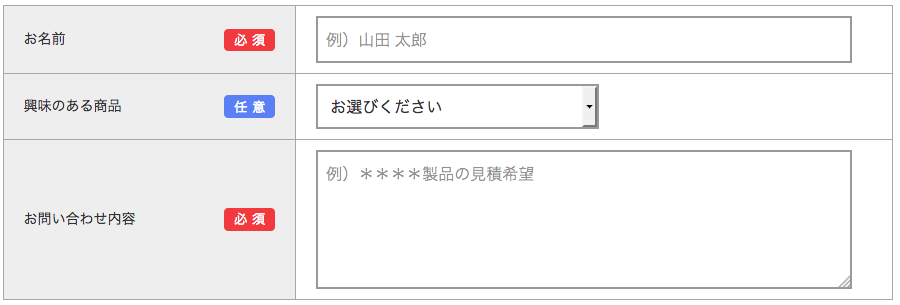 お名前 必須 例）山田 太郎
興味のある商品 任意 お選びください
例）＊＊＊＊製品の見積希望
お問い合わせ内容 必須